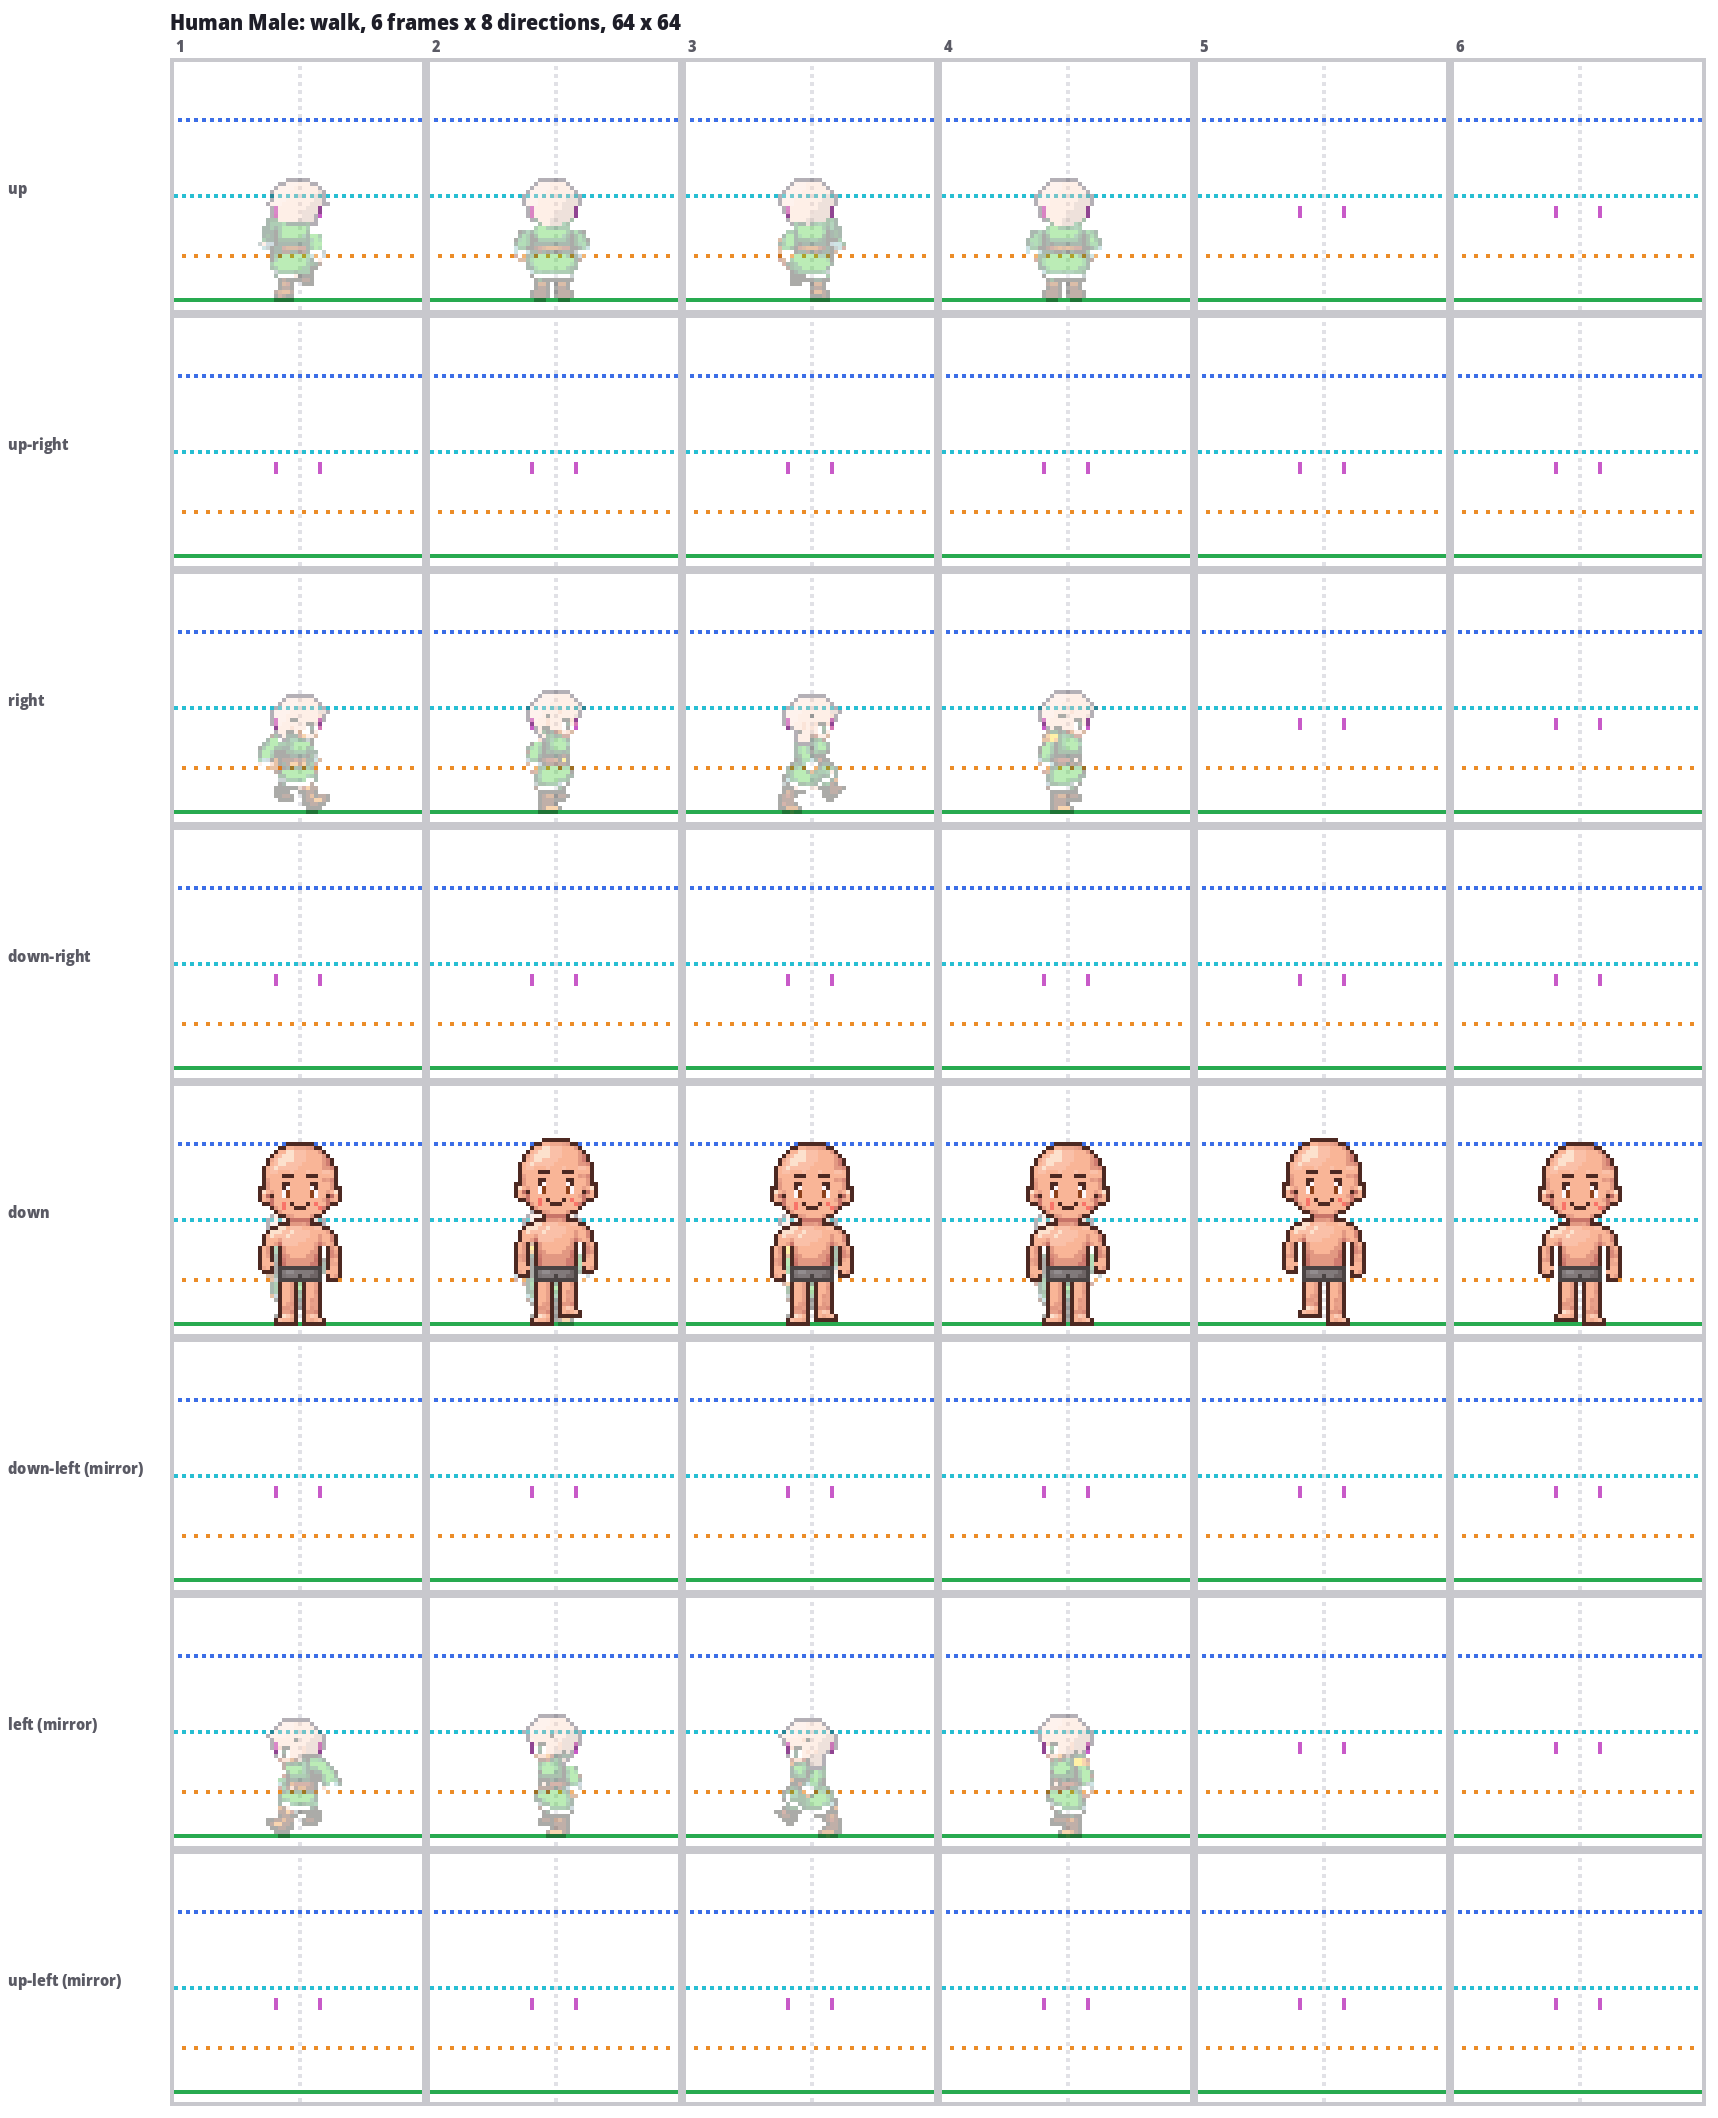 Human Male: walk, 6 frames x 8 directions, 64 x 64
1 2 3 4 5 6
up
up-right
right
down-right
down
down-left (mirror)
left (mirror)
up-left (mirror)